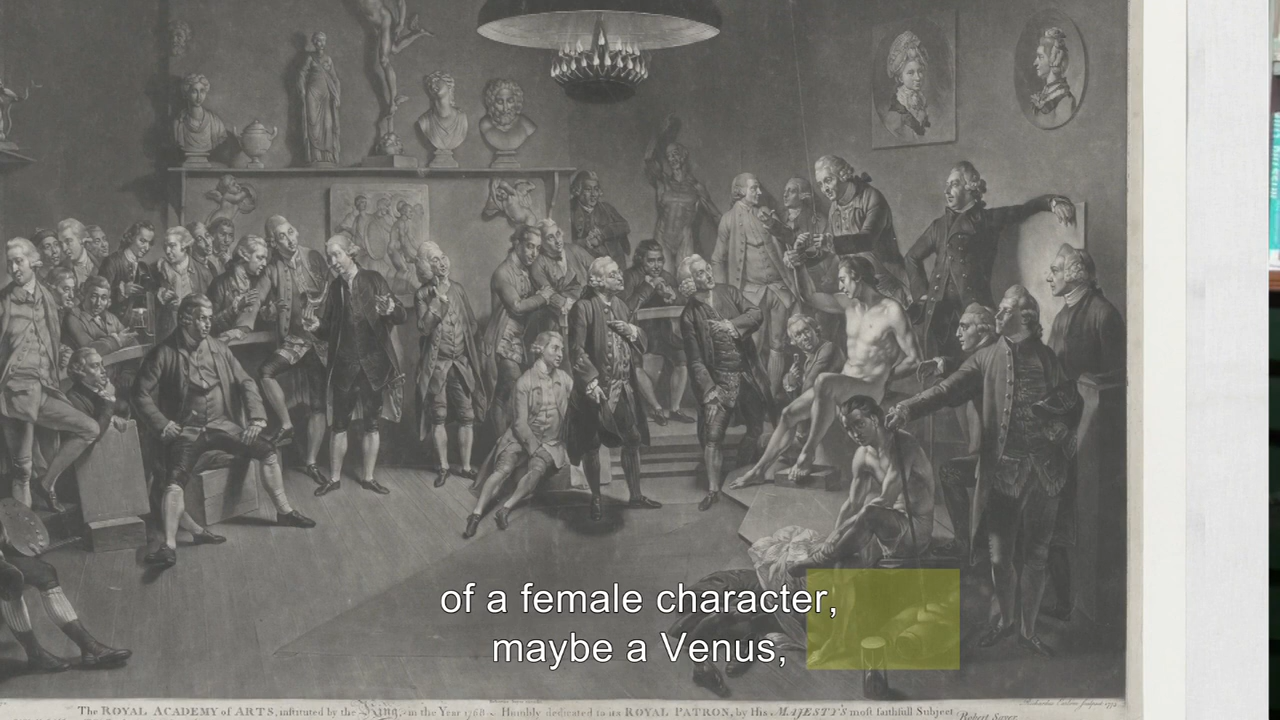 of a female character,
maybe a Venus,
The ROYAL ACADEMY of ARTS, instituted by the King, in the Year 1768. Humbly dedicated to its ROYAL PATRON, by His MAJESTY'S most faithfull Subject
Robert Sayer